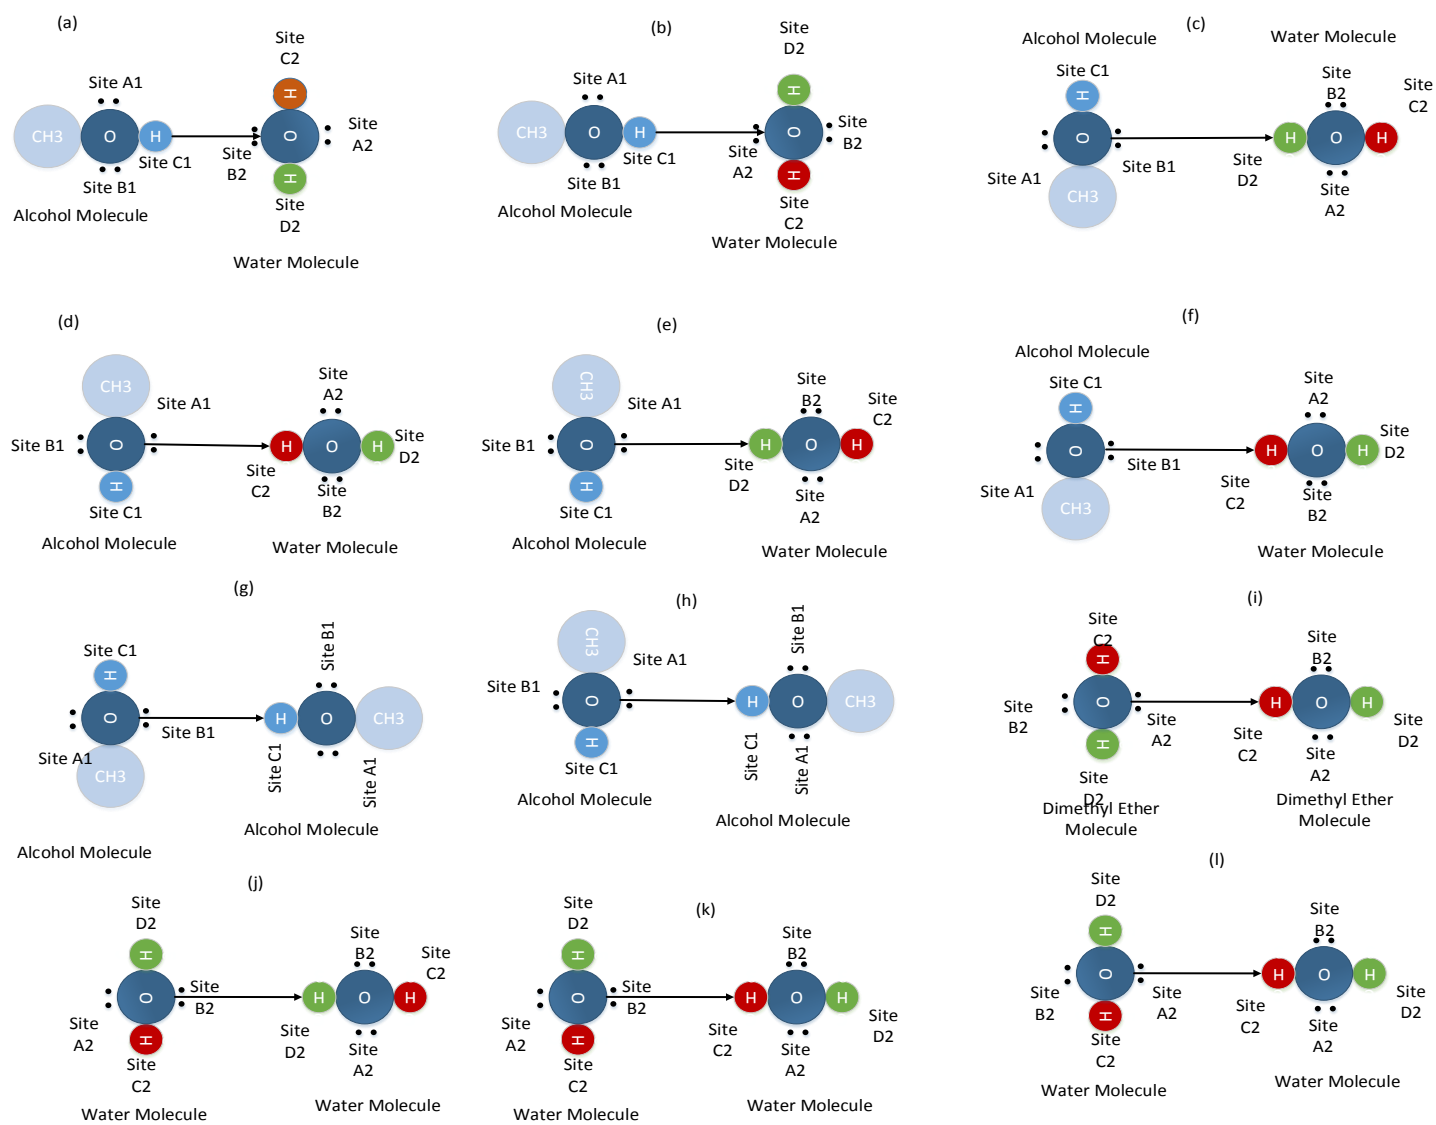 (a)
Site
C2
Site A1
H
CH3
O
H
O
Site
A2
Site C1
Site
B2
Site B1
H
Site
D2
Alcohol Molecule
Water Molecule
(b)
Site
D2
Site A1
H
CH3
O
H
O
Site
B2
Site C1
Site
A2
Site B1
H
Site
C2
Alcohol Molecule
Water Molecule
(c)
Alcohol Molecule
Water Molecule
Site C1
Site
B2
Site
C2
H
O
H
O
H
Site B1
Site
D2
Site A1
Site
A2
CH3
(d)
CH3
Site
A2
Site A1
Site B1
O
H
O
H
Site
D2
Site
C2
Site
B2
H
Site C1
Alcohol Molecule
Water Molecule
(e)
CH3
Site
B2
Site A1
Site
C2
Site B1
O
H
O
H
Site
D2
H
Site
A2
Site C1
Alcohol Molecule
Water Molecule
(f)
Alcohol Molecule
Site C1
Site
A2
H
O
H
O
H
Site
D2
Site B1
Site
C2
Site A1
Site
B2
CH3
Water Molecule
(g)
Site C1
Site B1
H
O
H
O
CH3
Site B1
Site A1
Site C1
Site A1
CH3
Alcohol Molecule
Alcohol Molecule
(h)
CH3
Site B1
Site A1
Site B1
O
H
O
CH3
H
Site C1
Site C1
Site A1
Alcohol Molecule
Alcohol Molecule
(i)
Site
C2
H
Site
B2
O
H
O
H
Site
B2
Site
A2
Site
C2
Site
D2
H
Site
D2
Site
A2
Dimethyl Ether
Molecule
Dimethyl Ether
Molecule
(j)
Site
D2
H
Site
B2
Site
C2
O
Site
B2
H
O
H
Site
A2
Site
D2
H
Site
A2
Site
C2
Water Molecule
Water Molecule
(k)
Site
D2
H
Site
B2
O
Site
B2
H
O
H
Site
A2
Site
C2
Site
D2
H
Site
A2
Site
C2
Water Molecule
Water Molecule
(l)
Site
D2
H
Site
B2
O
H
O
H
Site
B2
Site
A2
Site
C2
Site
D2
H
Site
A2
Site
C2
Water Molecule
Water Molecule